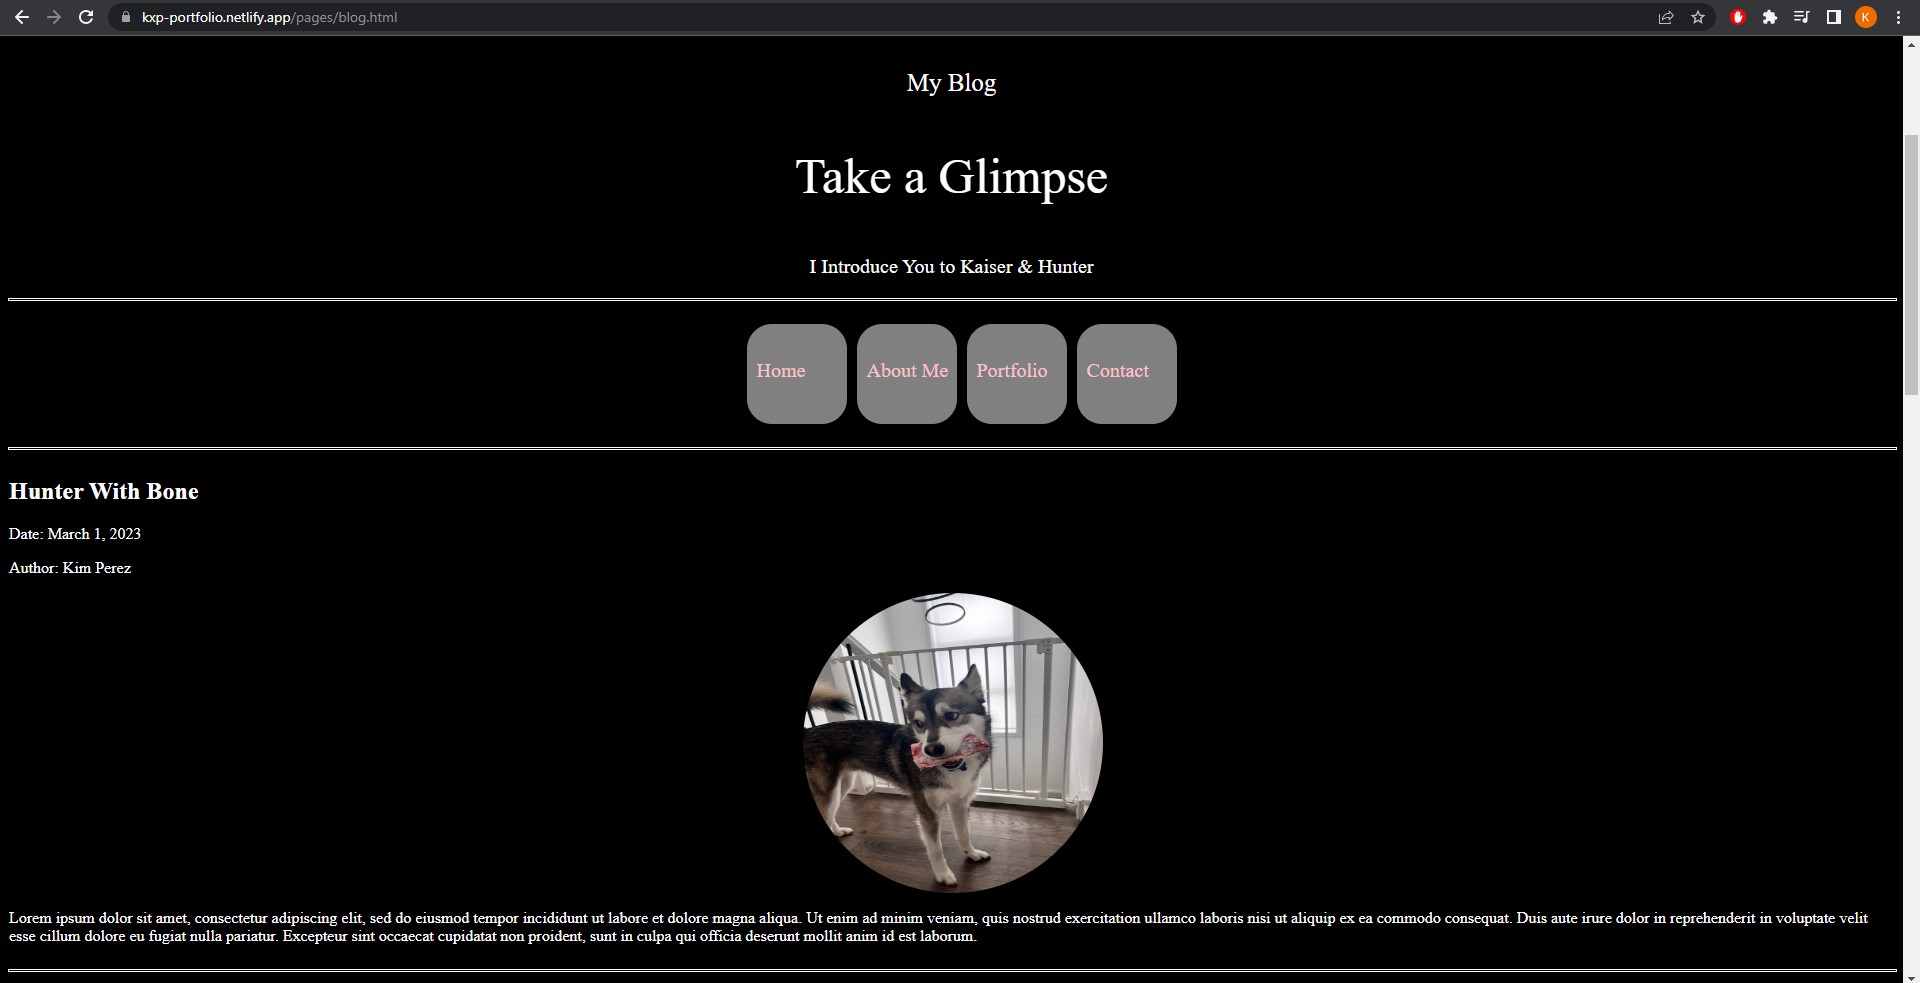 kxp-portfolio.netlify.app/pages/blog.html
K
My Blog
Take a Glimpse
I Introduce You to Kaiser & Hunter
Home
About Me
Portfolio
Contact
Hunter With Bone
Date: March 1, 2023
Author: Kim Perez
Lorem ipsum dolor sit amet, consectetur adipiscing elit, sed do eiusmod tempor incididunt ut labore et dolore magna aliqua. Ut enim ad minim veniam, quis nostrud exercitation ullamco laboris nisi ut aliquip ex ea commodo consequat. Duis aute irure dolor in reprehenderit in voluptate velit
esse cillum dolore eu fugiat nulla pariatur. Excepteur sint occaecat cupidatat non proident, sunt in culpa qui officia deserunt mollit anim id est laborum.